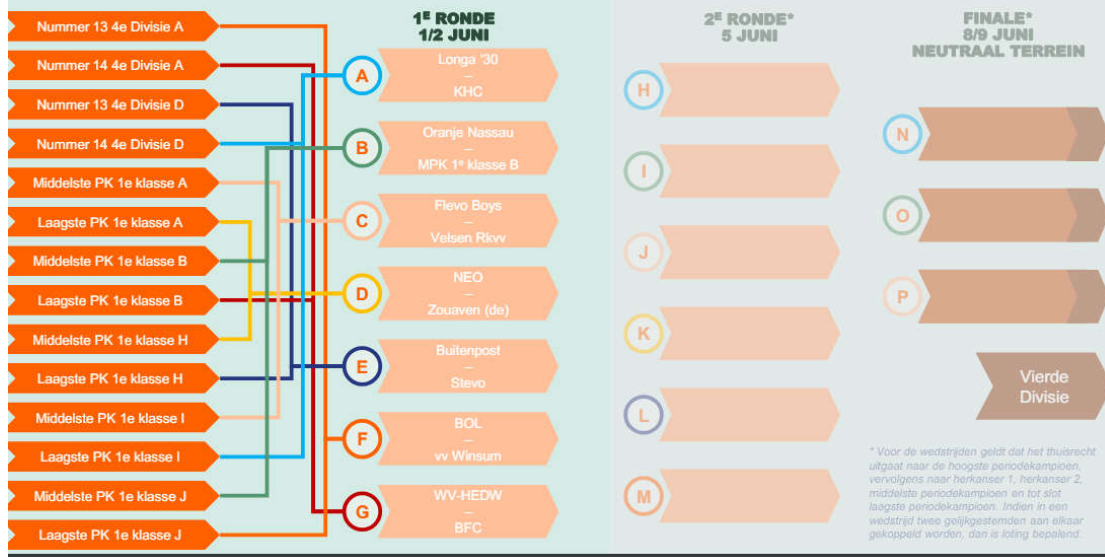 Nummer 13 4e Divisie A
Nummer 14 4e Divisie A
Nummer 13 4e Divisie D
Nummer 14 4e Divisie D
Middelste PK 1e klasse A
Laagste PK 1e klasse A
Middelste PK 1e klasse B
Laagste PK 1e klasse B
Middelste PK 1e klasse H
Laagste PK 1e klasse H
Middelste PK 1e klasse I
Laagste PK 1e klasse I
Middelste PK 1e klasse J
Laagste PK 1e klasse J
1E RONDE
1/2 JUNI
A
Longa '30
–
KHC
B
Oranje Nassau
–
MPK 1e klasse B
C
Flevo Boys
–
Velsen Rkvv
D
NEO
–
Zouaven (de)
E
Buitenpost
–
Stevo
F
BOL
–
vv Winsum
G
WV-HEDW
–
BFC
2E RONDE*
5 JUNI
H
I
J
K
L
M
FINALE*
8/9 JUNI
NEUTRAAL TERREIN
N
O
P
Vierde
Divisie
* Voor de wedstrijden geldt dat het thuisrecht
uitgaat naar de hoogste periodekampioen,
vervolgens naar herkanser 1, herkanser 2,
middelste periodekampioen en tot slot
laagste periodekampioen. Indien in een
wedstrijd twee gelijkgestemden aan elkaar
gekoppeld worden, dan is loting bepalend.